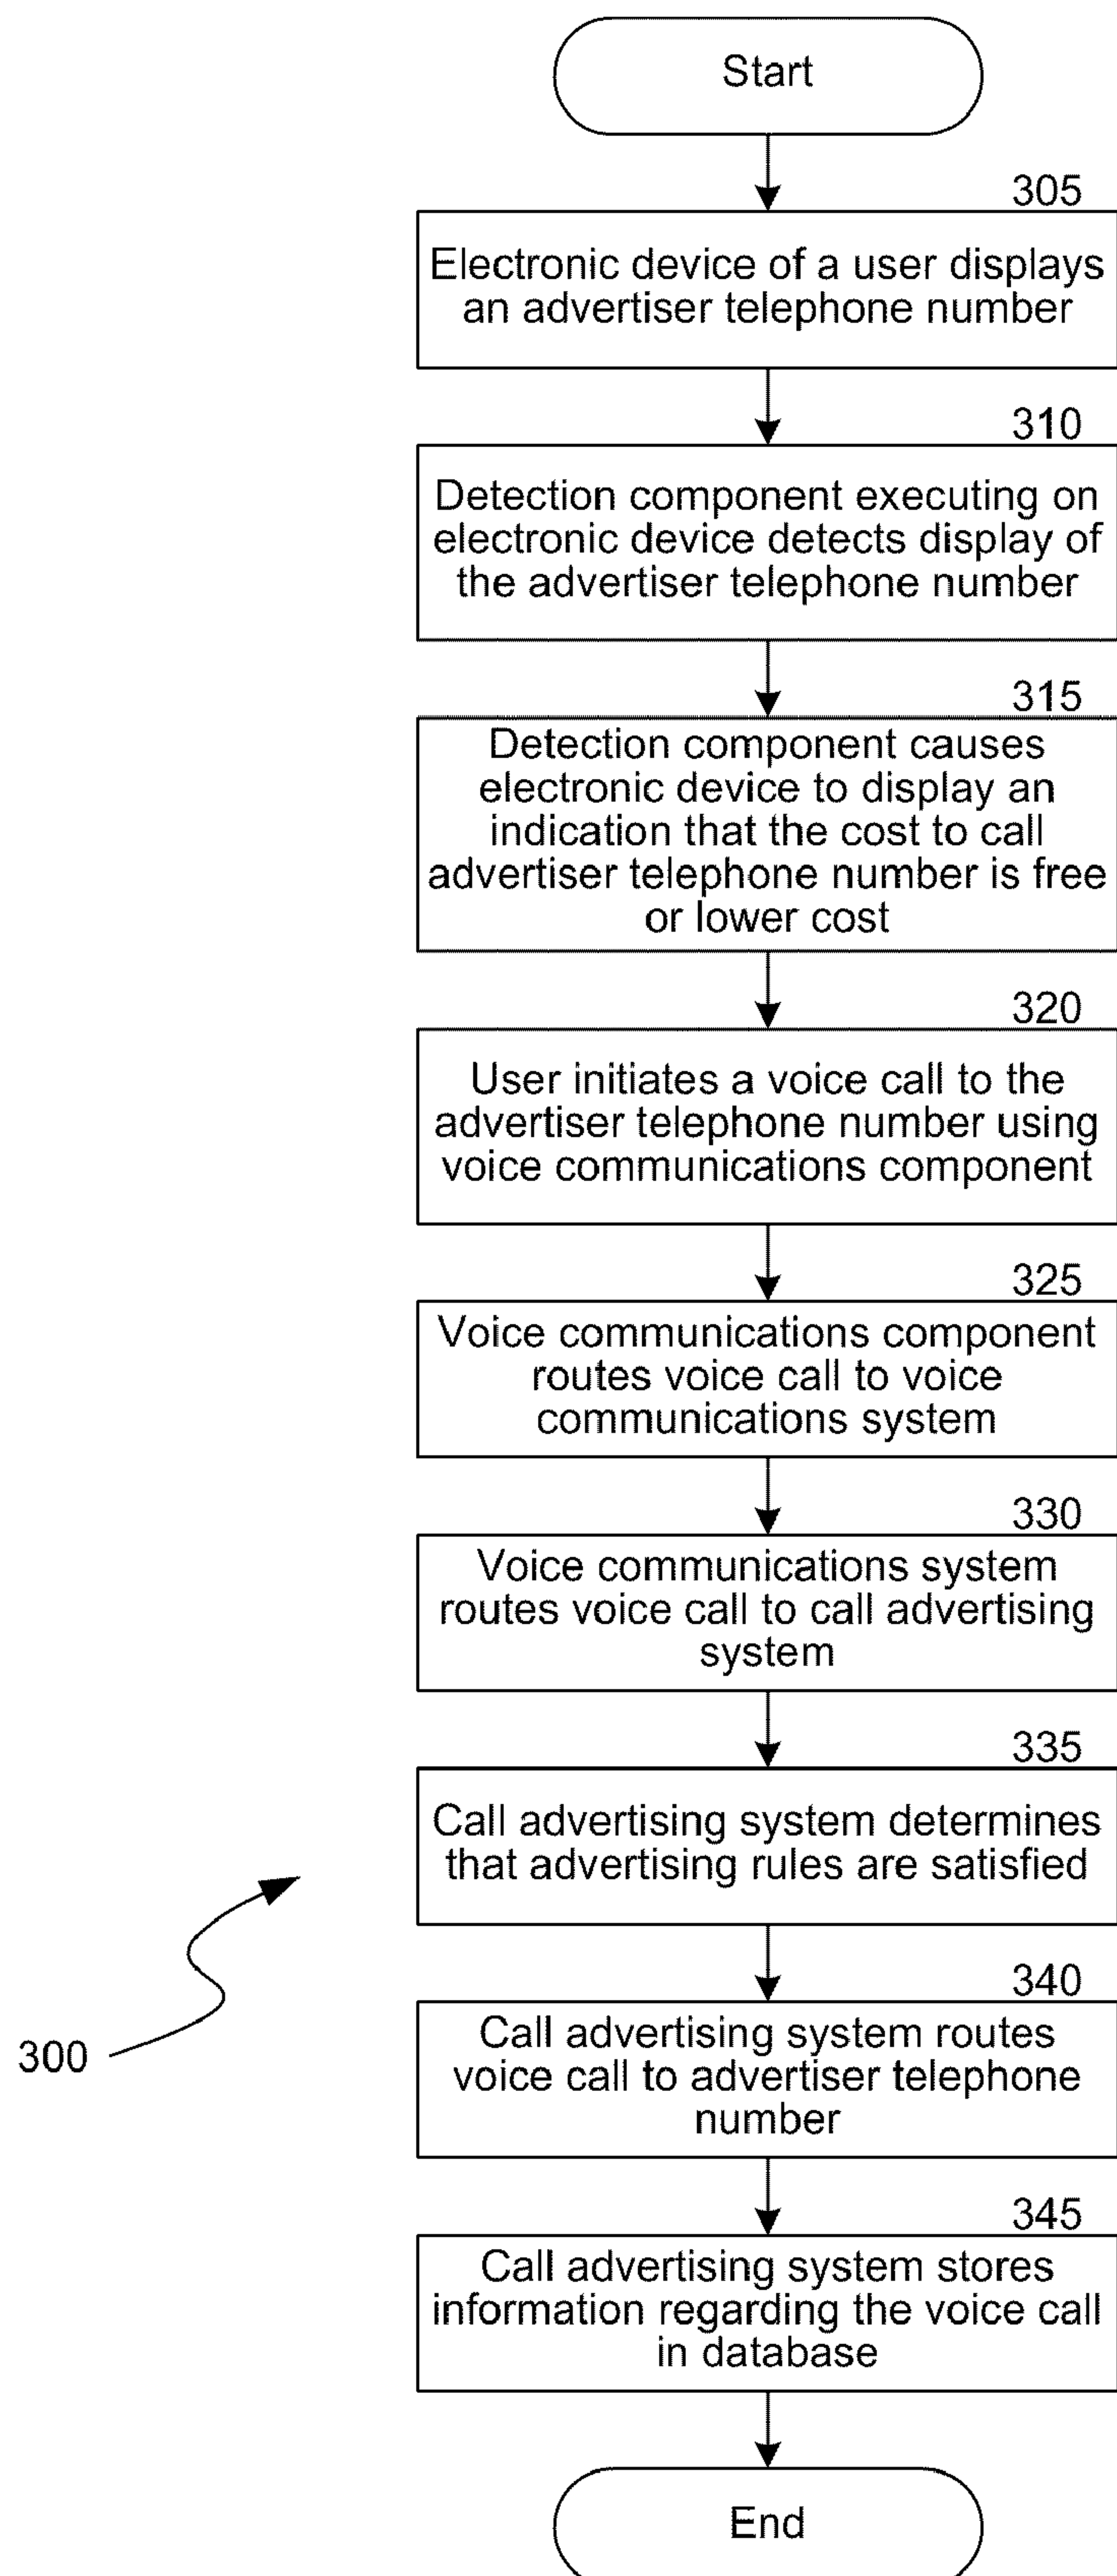 Start
305
Electronic device of a user displays
an advertiser telephone number
310
Detection component executing on
electronic device detects display of
the advertiser telephone number
315
Detection component causes
electronic device to display an
indication that the cost to call
advertiser telephone number is free
or lower cost
320
User initiates a voice call to the
advertiser telephone number using
voice communications component
325
Voice communications component
routes voice call to voice
communications system
330
Voice communications system
routes voice call to call advertising
system
335
Call advertising system determines
that advertising rules are satisfied
340
Call advertising system routes
voice call to advertiser telephone
number
300
345
Call advertising system stores
information regarding the voice call
in database
End